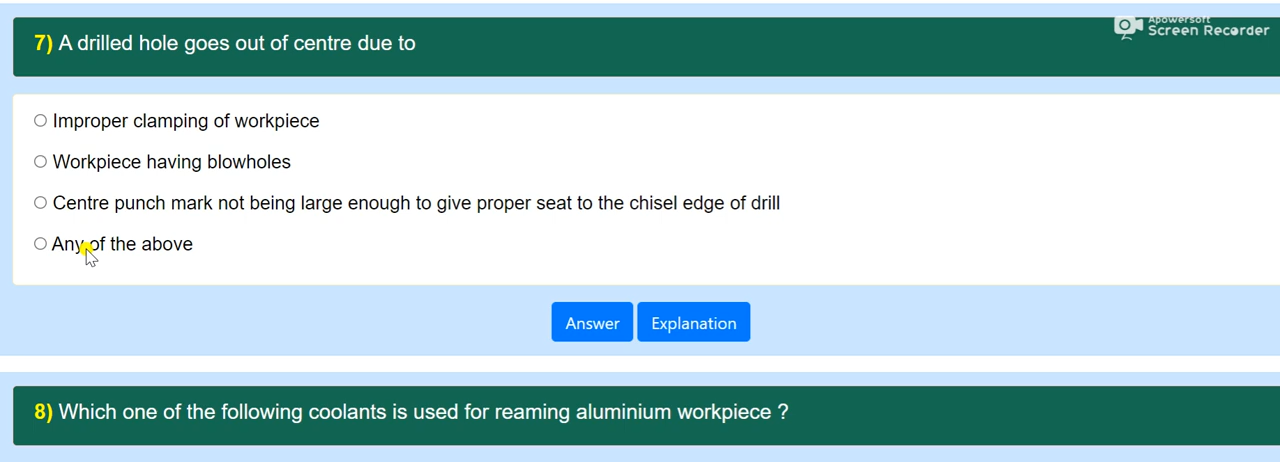 Apowersoft
Screen Recorder
7) A drilled hole goes out of centre due to
Improper clamping of workpiece
Workpiece having blowholes
Centre punch mark not being large enough to give proper seat to the chisel edge of drill
Any of the above
Answer
Explanation
8) Which one of the following coolants is used for reaming aluminium workpiece ?